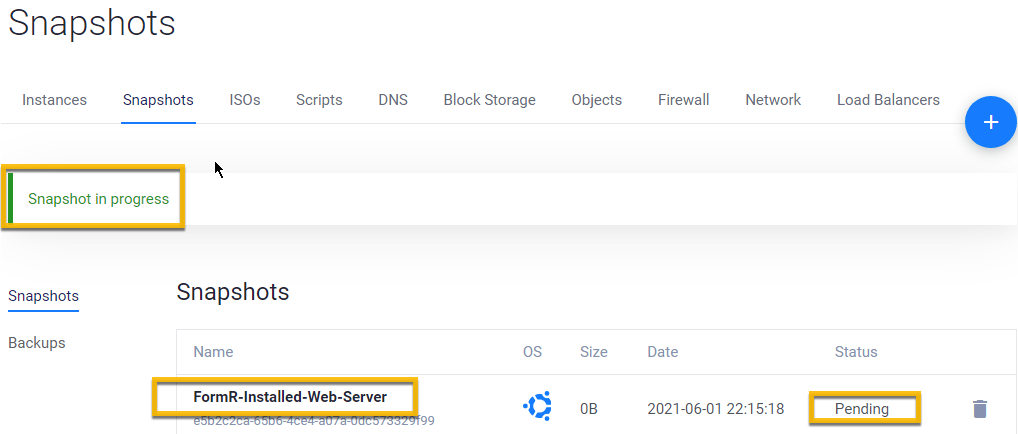 Snapshots
Instances Snapshots ISOs Scripts DNS Block Storage Objects Firewall Network Load Balancers
+
Snapshot in progress
Snapshots
Backups
Snapshots
Name OS Size Date Status
FormR-Installed-Web-Server
e5b2c2ca-65b6-4ce4-a07a-0dc573329f99
0B 2021-06-01 22:15:18 Pending